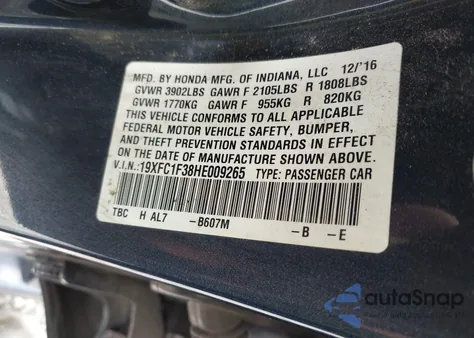 MFD. BY HONDA MFG. OF INDIANA, LLC 12/'16
GVWR 3902LBS GAWR F 2105LBS R 1808LBS
GVWR 1770KG GAWR F 955KG R 820KG
THIS VEHICLE CONFORMS TO ALL APPLICABLE
FEDERAL MOTOR VEHICLE SAFETY, BUMPER,
AND THEFT PREVENTION STANDARDS IN EFFECT
ON THE DATE OF MANUFACTURE SHOWN ABOVE.
V.I.N.:19XFC1F38HE009265 TYPE: PASSENGER CAR
TBC H AL7 -B607M -B -E
autoSnap